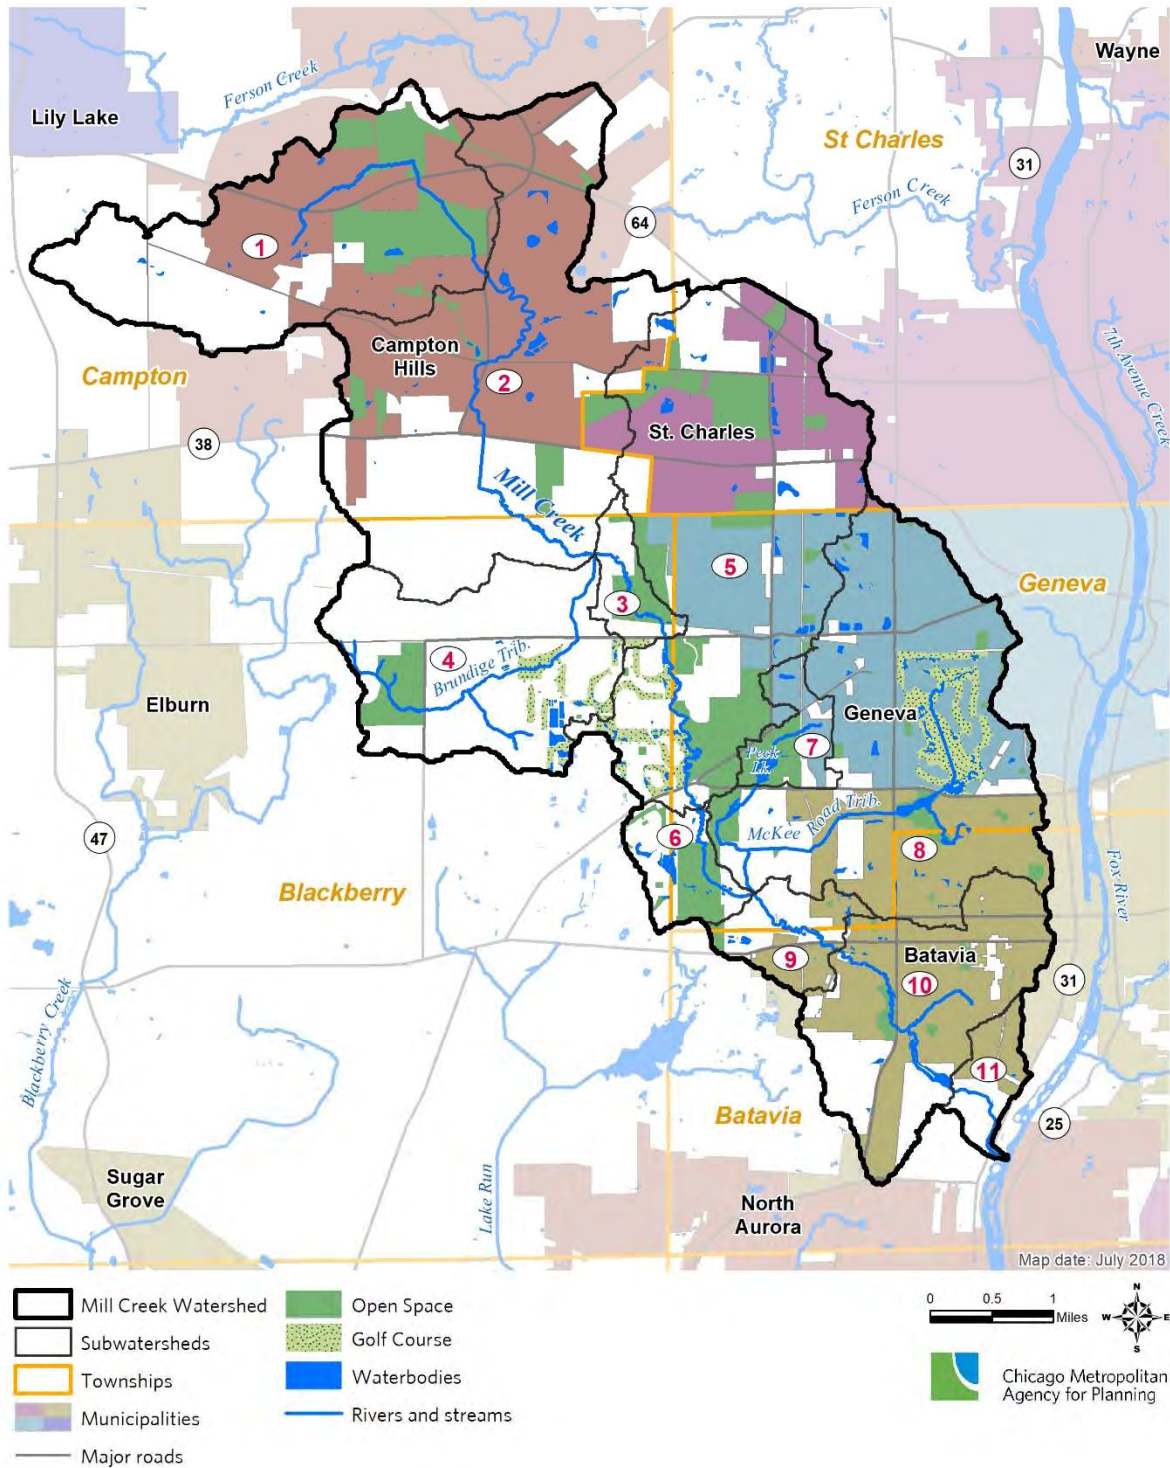 Wayne
Ferson Creek
Lily Lake
St Charles
31
Ferson Creek
64
1
7th Avenue Creek
Campton
Hills
Campton
2
St. Charles
38
Mill Creek
5
Geneva
3
4
Brundige Trib.
Elburn
Geneva
7
Peck
Lk.
McKee Road Trib.
47
6
8
Blackberry
Fox River
9
Batavia
10
31
Blackberry Creek
11
Batavia
25
Sugar
Grove
Lake Run
North
Aurora
Map date: July 2018
Mill Creek Watershed
Subwatersheds
Townships
Municipalities
Major roads
Open Space
Golf Course
Waterbodies
Rivers and streams
0 0.5 1
Miles
N
W E
S
Chicago Metropolitan
Agency for Planning